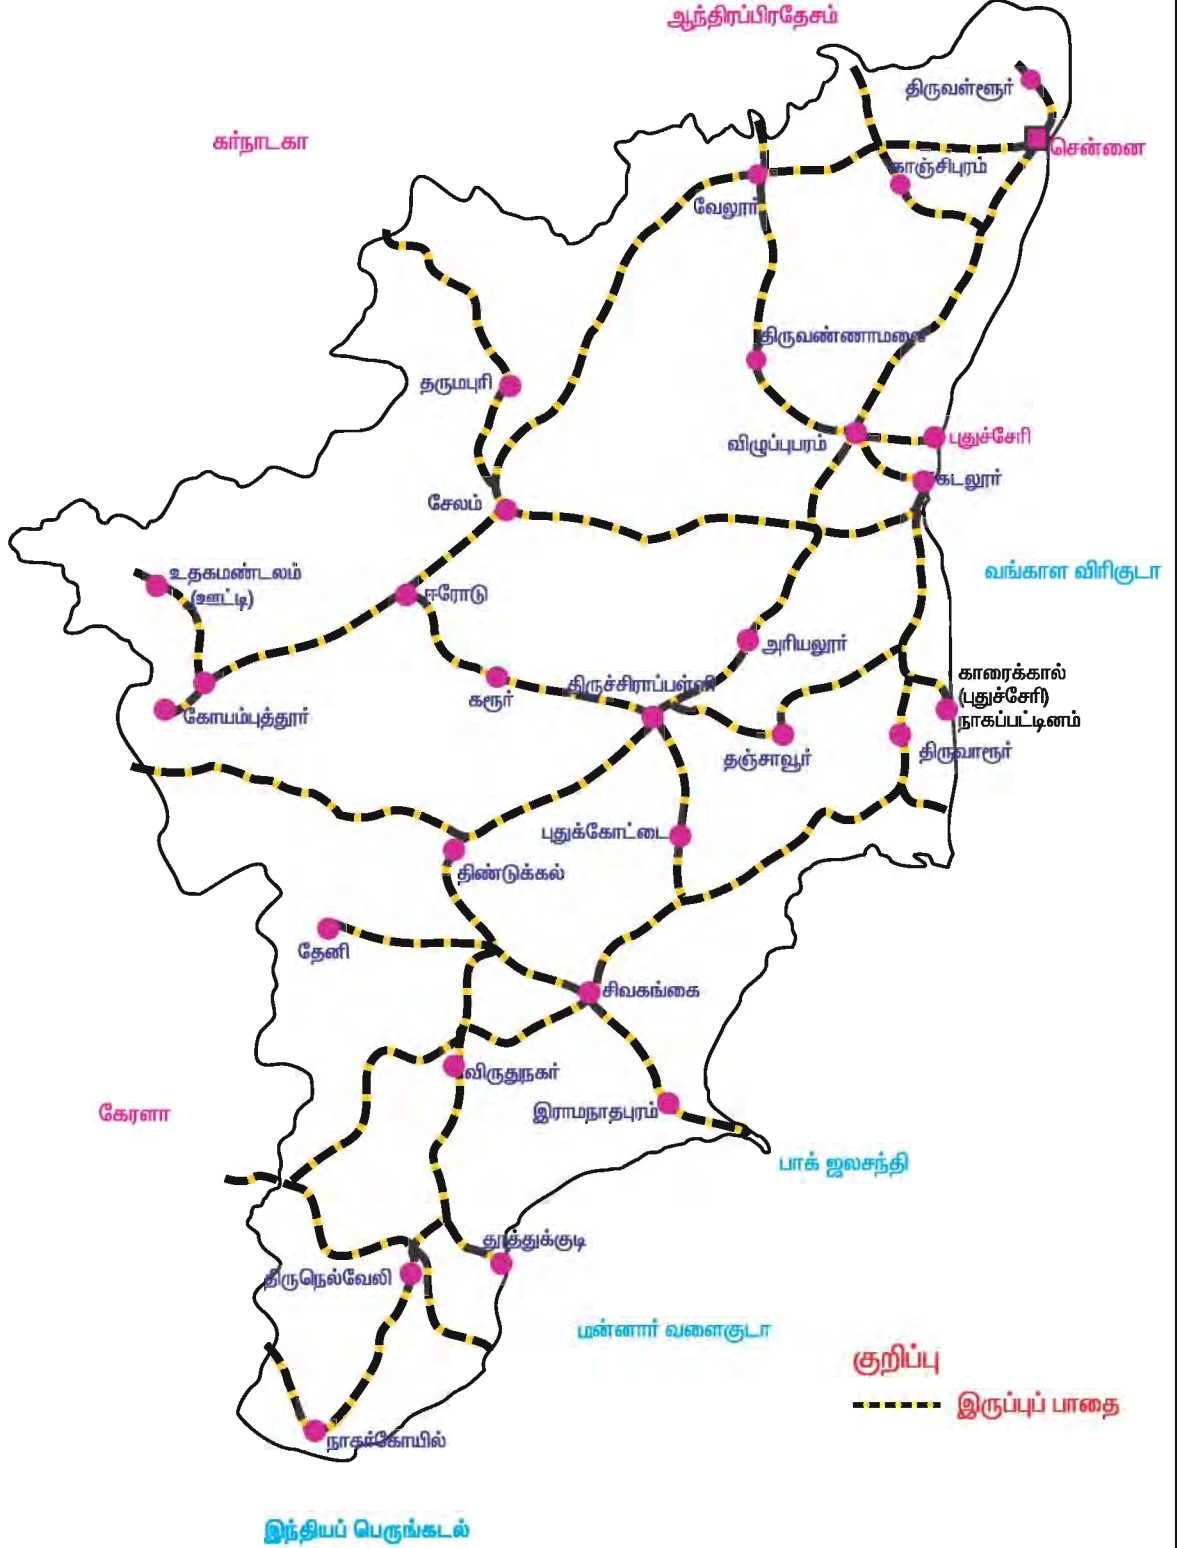 ஆந்திரப்பிரதேசம்
திருவள்ளூர்
கர்நாடகா
சென்னை
காஞ்சிபுரம்
வேலூர்
திருவண்ணாமலை
தருமபுரி
விழுப்புபரம்
புதுச்சேரி
கடலூர்
சேலம்
வங்காள விரிகுடா
உதகமண்டலம்
(ஊட்டி)
ஈரோடு
அரியலூர்
காரைக்கால்
(புதுச்சேரி)
நாகப்பட்டினம்
திருச்சிராப்பள்ளி
கரூர்
கோயம்புத்தூர்
திருவாரூர்
தஞ்சாவூர்
புதுக்கோட்டை
திண்டுக்கல்
தேனி
சிவகங்கை
விருதுநகர்
இராமநாதபுரம்
கேரளா
பாக் ஜலசந்தி
தூத்துக்குடி
திருநெல்வேலி
மன்னார் வளைகுடா
குறிப்பு
இருப்புப் பாதை
நாகர்கோயில்
இந்தியப் பெருங்கடல்